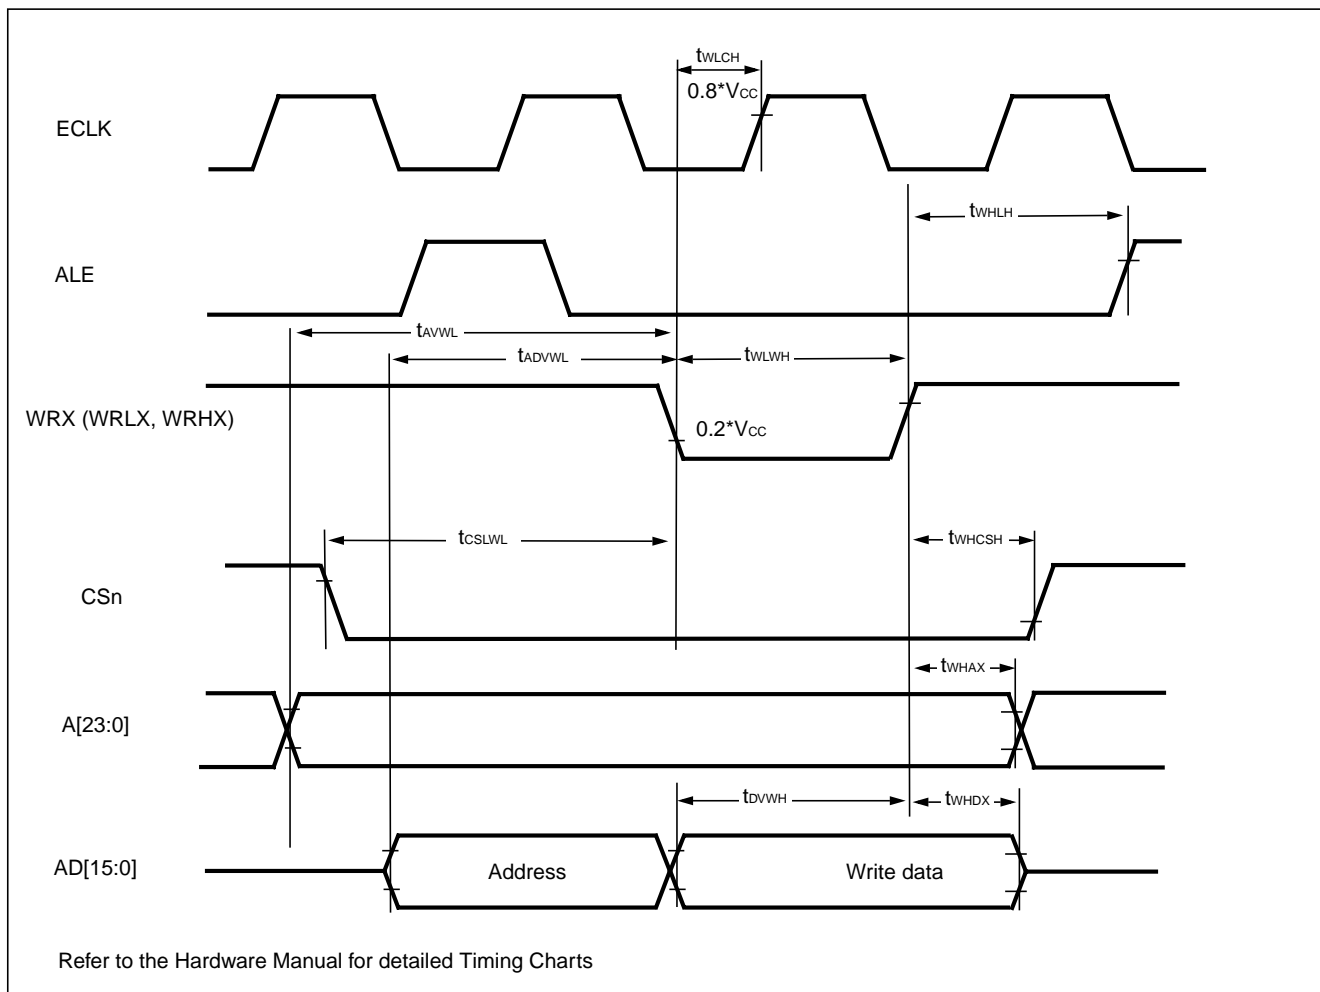 tWLCH
0.8*VCC
ECLK
tWHLH
ALE
tAVWL
tADVWL
tWLWH
WRX (WRLX, WRHX)
0.2*VCC
tCSLWL
tWHCSH
CSn
tWHAX
A[23:0]
tDVWH
tWHDX
AD[15:0]
Address
Write data
Refer to the Hardware Manual for detailed Timing Charts